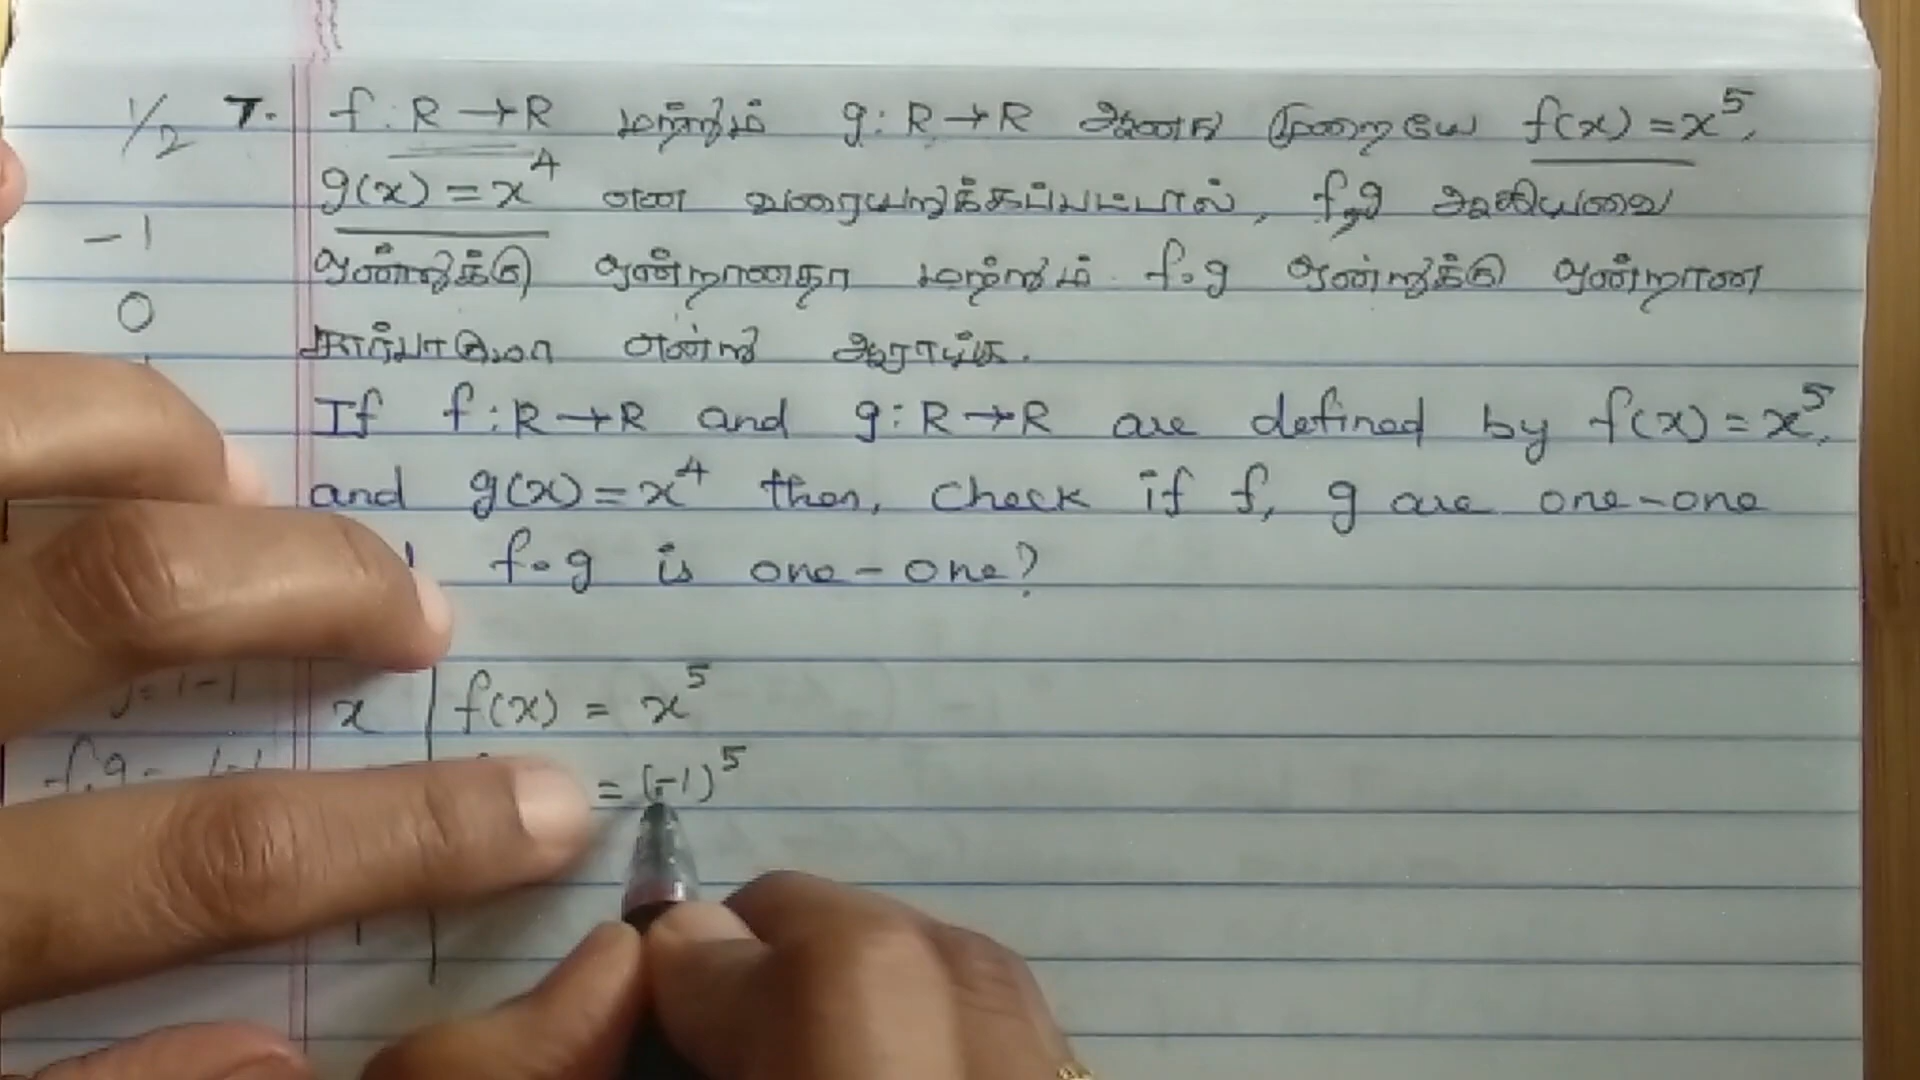 1/2 7. f: R → R மற்றும் g: R → R ஆனது முறையே f(x) = x⁵,
g(x) = x⁴ என வரையறுக்கப்பட்டால், f, g ஆகியவை
-1
ஒன்றுக்கு ஒன்றானதா மற்றும் f∘g ஒன்றுக்கு ஒன்றான
0
சார்பாகுமா என்று ஆராய்க.
If f: R → R and g: R → R are defined by f(x) = x⁵,
and g(x) = x⁴ then, check if f, g are one-one
f∘g is one-one?
x f(x) = x⁵
= (-1)⁵